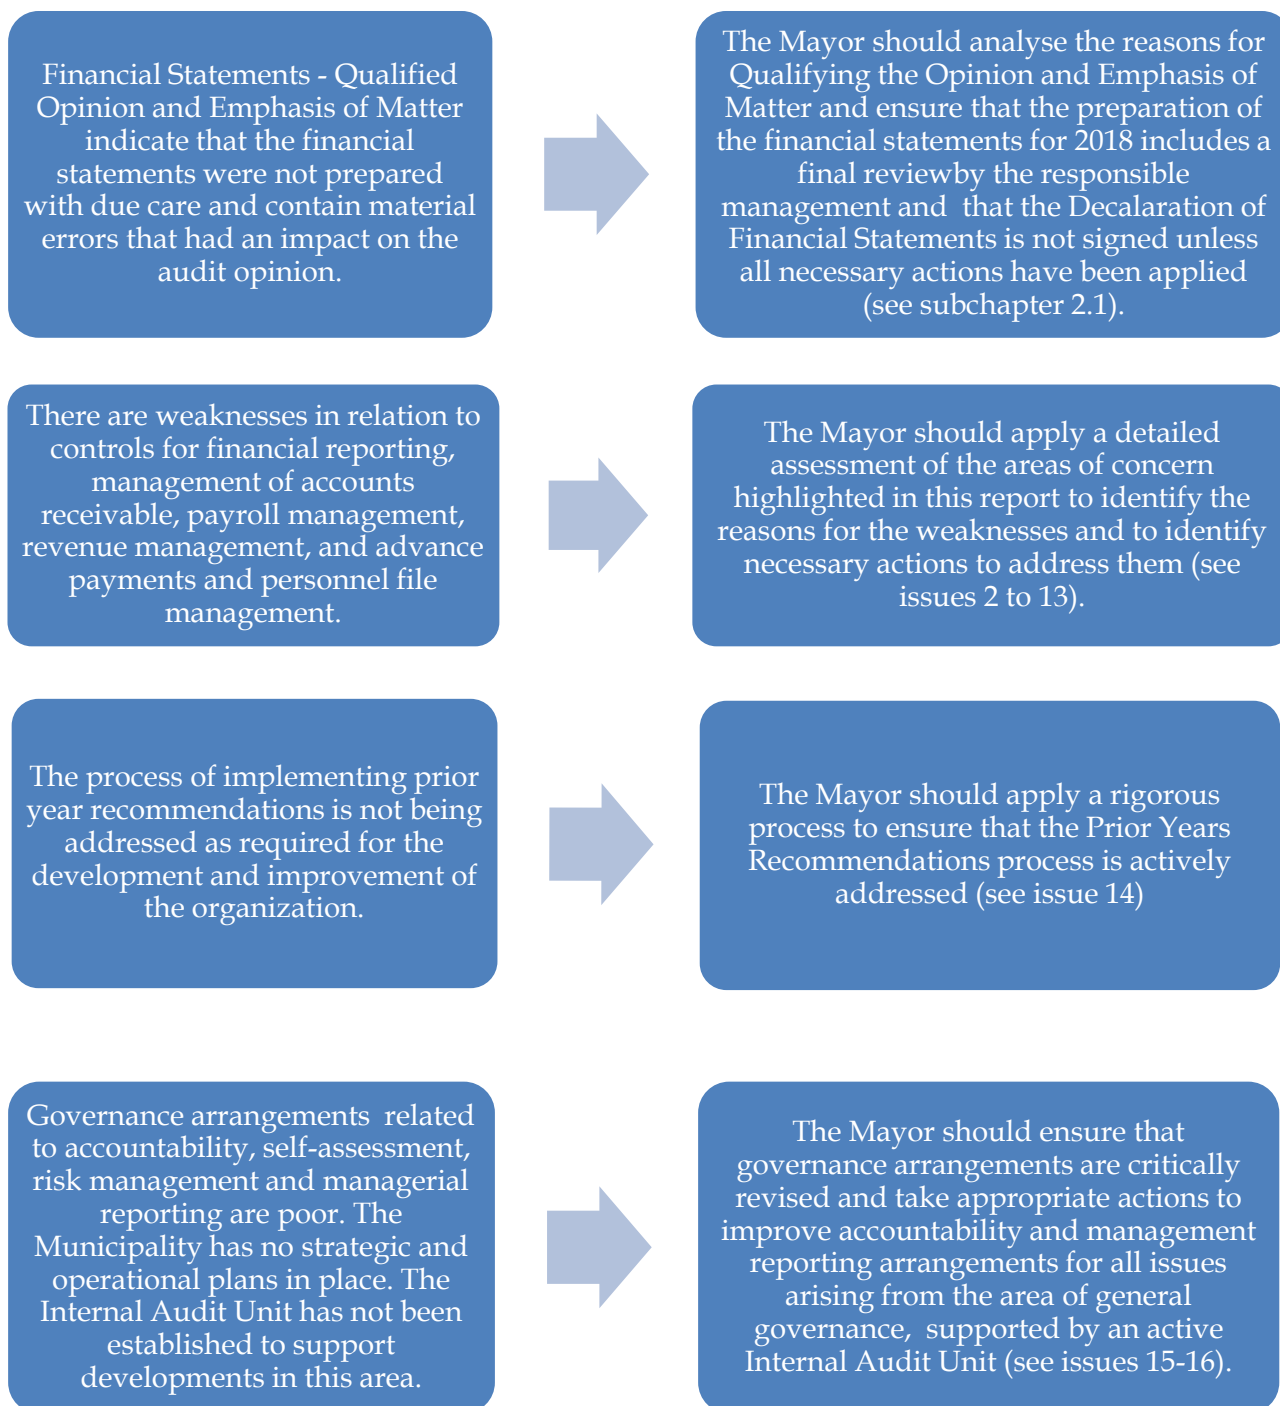 Financial Statements - Qualified
Opinion and Emphasis of Matter
indicate that the financial
statements were not prepared
with due care and contain material
errors that had an impact on the
audit opinion.
The Mayor should analyse the reasons for
Qualifying the Opinion and Emphasis of
Matter and ensure that the preparation of
the financial statements for 2018 includes a
final reviewby the responsible
management and that the Decalaration of
Financial Statements is not signed unless
all necessary actions have been applied
(see subchapter 2.1).
There are weaknesses in relation to
controls for financial reporting,
management of accounts
receivable, payroll management,
revenue management, and advance
payments and personnel file
management.
The Mayor should apply a detailed
assessment of the areas of concern
highlighted in this report to identify the
reasons for the weaknesses and to identify
necessary actions to address them (see
issues 2 to 13).
The process of implementing prior
year recommendations is not being
addressed as required for the
development and improvement of
the organization.
The Mayor should apply a rigorous
process to ensure that the Prior Years
Recommendations process is actively
addressed (see issue 14)
Governance arrangements related
to accountability, self-assessment,
risk management and managerial
reporting are poor. The
Municipality has no strategic and
operational plans in place. The
Internal Audit Unit has not been
established to support
developments in this area.
The Mayor should ensure that
governance arrangements are critically
revised and take appropriate actions to
improve accountability and management
reporting arrangements for all issues
arising from the area of general
governance, supported by an active
Internal Audit Unit (see issues 15-16).